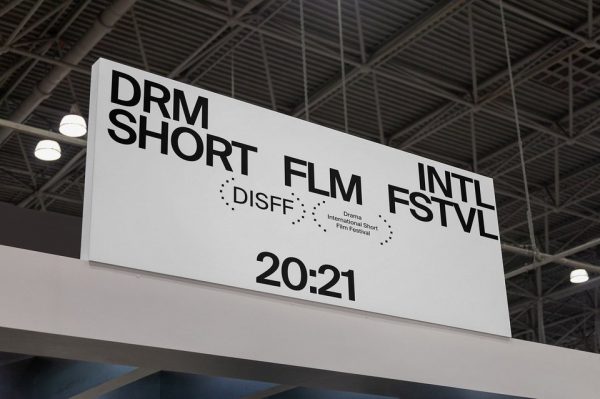 DRM INTL
SHORT FLM FSTVL
DISFF
Drama
International Short
Film Festival
20:21